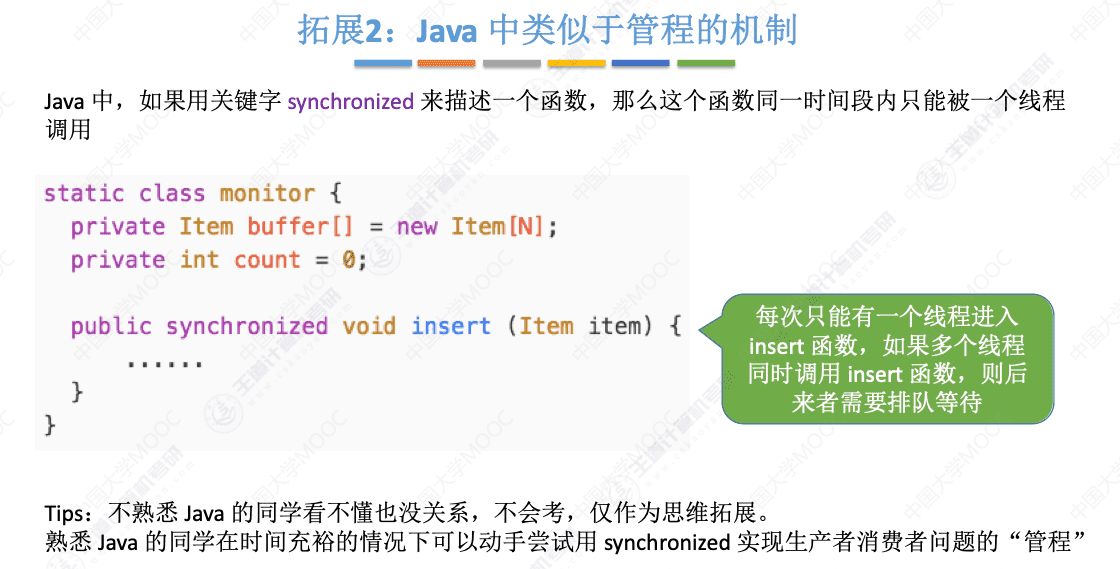 拓展2：Java 中类似于管程的机制
Java 中，如果用关键字 synchronized 来描述一个函数，那么这个函数同一时间段内只能被一个线程
调用
static class monitor {
private Item buffer[] = new Item[N];
private int count = 0;
public synchronized void insert (Item item) {
......
}
}
每次只能有一个线程进入
insert 函数，如果多个线程
同时调用 insert 函数，则后
来者需要排队等待
Tips：不熟悉 Java 的同学看不懂也没关系，不会考，仅作为思维拓展。
熟悉 Java 的同学在时间充裕的情况下可以动手尝试用 synchronized 实现生产者消费者问题的“管程”